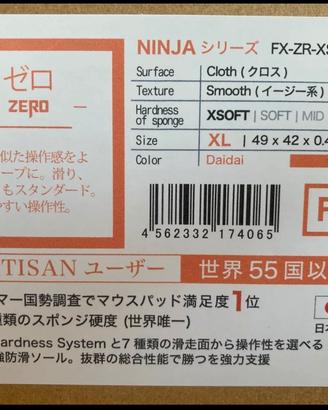 NINJA シリーズ FX-ZR-XS
ゼロ
ZERO
Surface Cloth (クロス)
Texture Smooth (イージー系)
Hardness of sponge XSOFT | SOFT | MID
Size XL | 49 x 42 x 0.4
Color Daidai
似た操作感をよ
ープに。滑り、
もスタンダード。
やすい操作性。
4 562332 174065
TISAN ユーザー 世界 55 国以
マー国勢調査でマウスパッド満足度1位
種類のスポンジ硬度 (世界唯一)
ardness System と7 種類の滑走面から操作性を選べる
強防滑ソール。抜群の総合性能で勝つを強力支援
日本